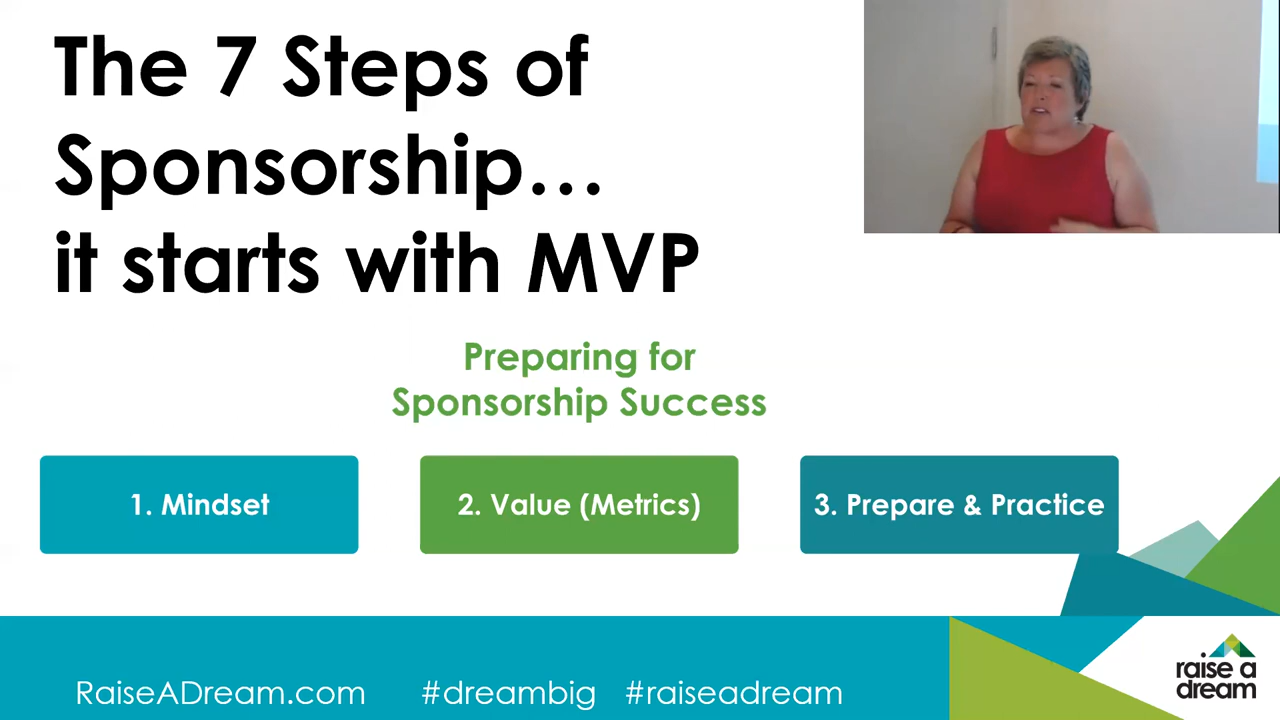 The 7 Steps of
Sponsorship...
it starts with MVP
Preparing for
Sponsorship Success
1. Mindset
2. Value (Metrics)
3. Prepare & Practice
RaiseADream.com
#dreambig
#raiseadream
raise a
dream